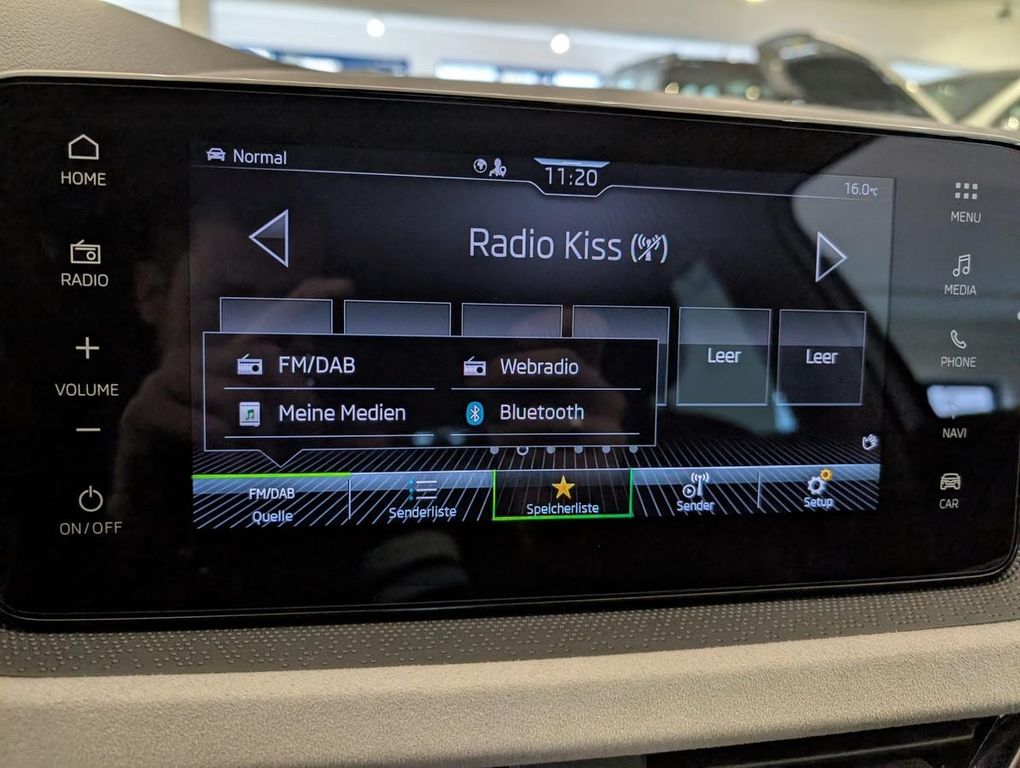 HOME
RADIO
+
VOLUME
−
ON/OFF
Normal
11:20
16.0°C
Radio Kiss
FM/DAB
Webradio
Meine Medien
Bluetooth
Leer
Leer
FM/DAB
Quelle
Senderliste
Speicherliste
Sender
Setup
MENU
MEDIA
PHONE
NAVI
CAR